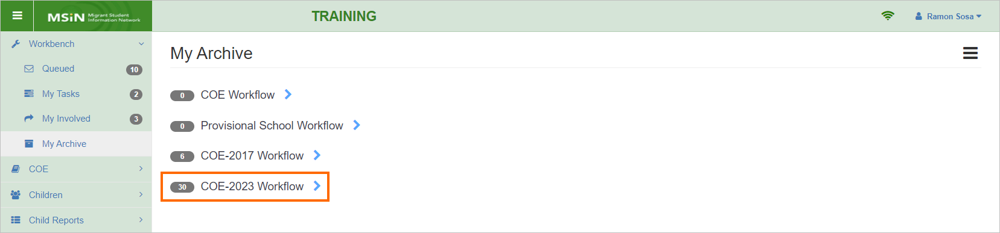 MSiN Migrant Student
Information Network
TRAINING
Ramon Sosa
Workbench
Queued 10
My Tasks 2
My Involved 3
My Archive
COE
Children
Child Reports
My Archive
0 COE Workflow
0 Provisional School Workflow
6 COE-2017 Workflow
30 COE-2023 Workflow